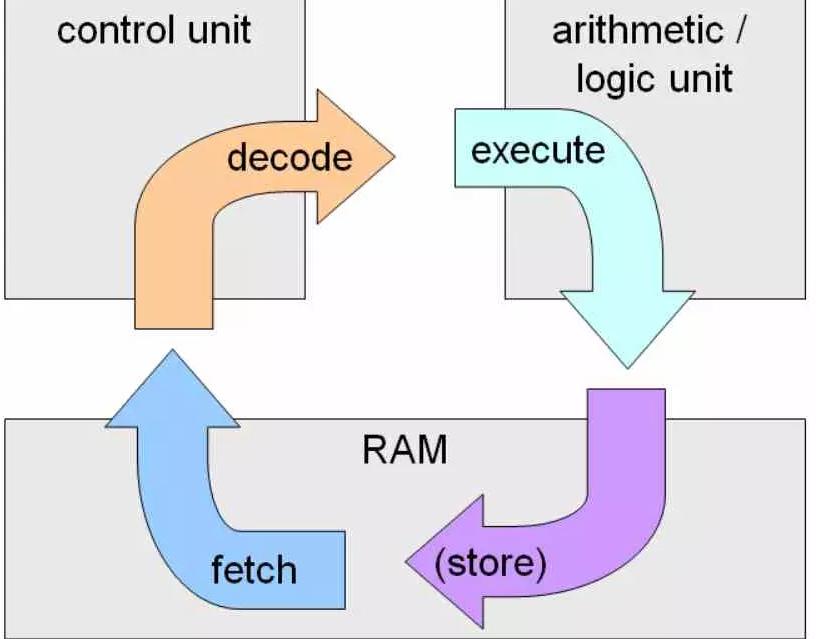 control unit
arithmetic /
logic unit
decode
execute
RAM
fetch
(store)